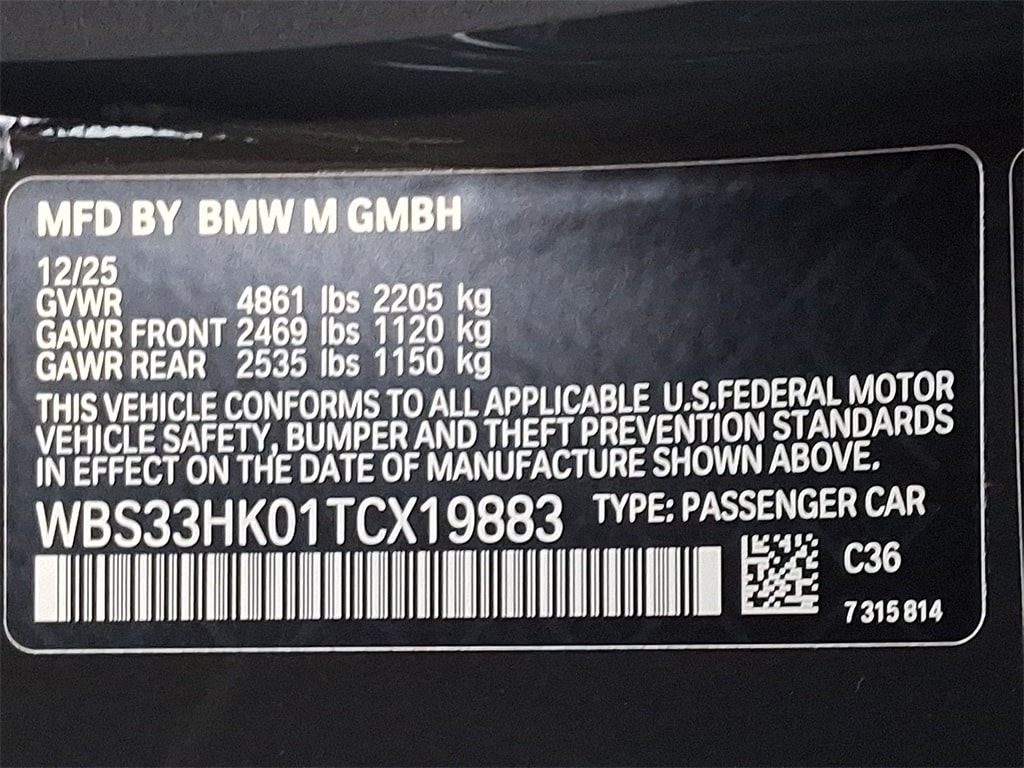 MFD BY BMW M GMBH
12/25
GVWR 4861 lbs 2205 kg
GAWR FRONT 2469 lbs 1120 kg
GAWR REAR 2535 lbs 1150 kg
THIS VEHICLE CONFORMS TO ALL APPLICABLE U.S.FEDERAL MOTOR
VEHICLE SAFETY, BUMPER AND THEFT PREVENTION STANDARDS
IN EFFECT ON THE DATE OF MANUFACTURE SHOWN ABOVE.
WBS33HK01TCX19883 TYPE: PASSENGER CAR
C36
7 315 814